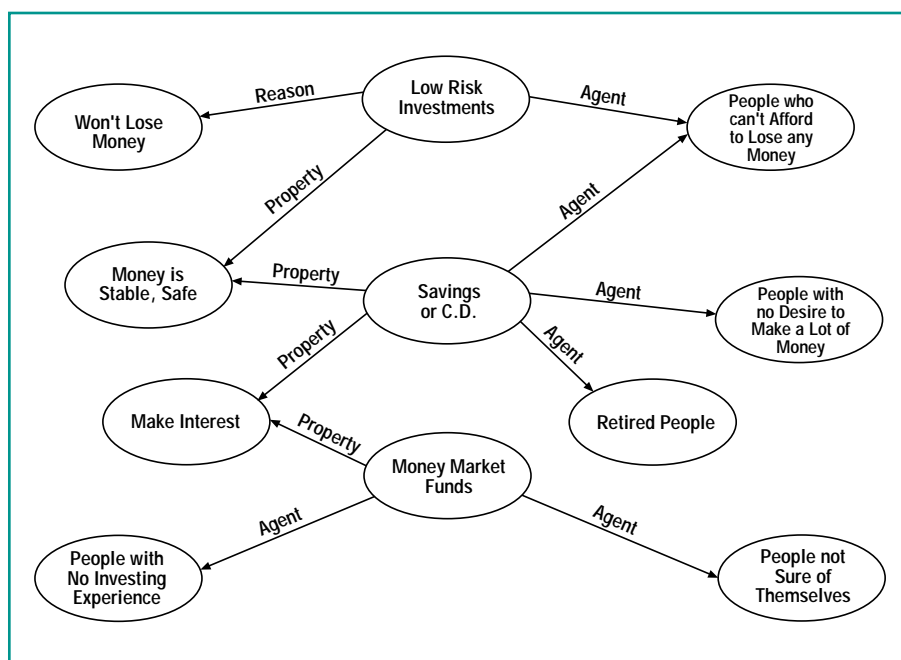 Low Risk
Investments
Reason
Agent
Won't Lose
Money
People who
can't Afford
to Lose any
Money
Property
Agent
Money is
Stable, Safe
Property
Savings
or C.D.
Agent
People with
no Desire to
Make a Lot of
Money
Property
Agent
Make Interest
Retired People
Property
Money Market
Funds
Agent
Agent
People with
No Investing
Experience
People not
Sure of
Themselves